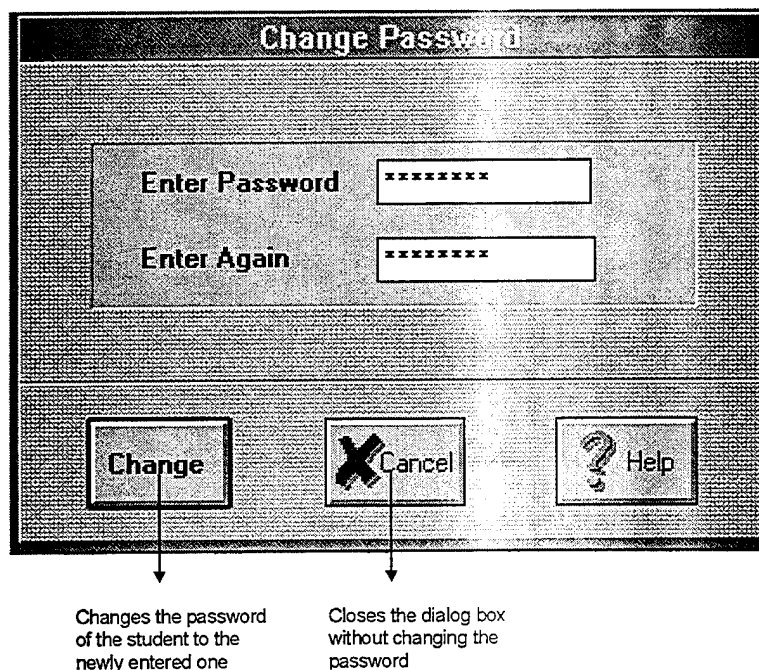 Change Password
Enter Password ********
Enter Again ********
Change
Cancel
? Help
Changes the password
of the student to the
newly entered one
Closes the dialog box
without changing the
password